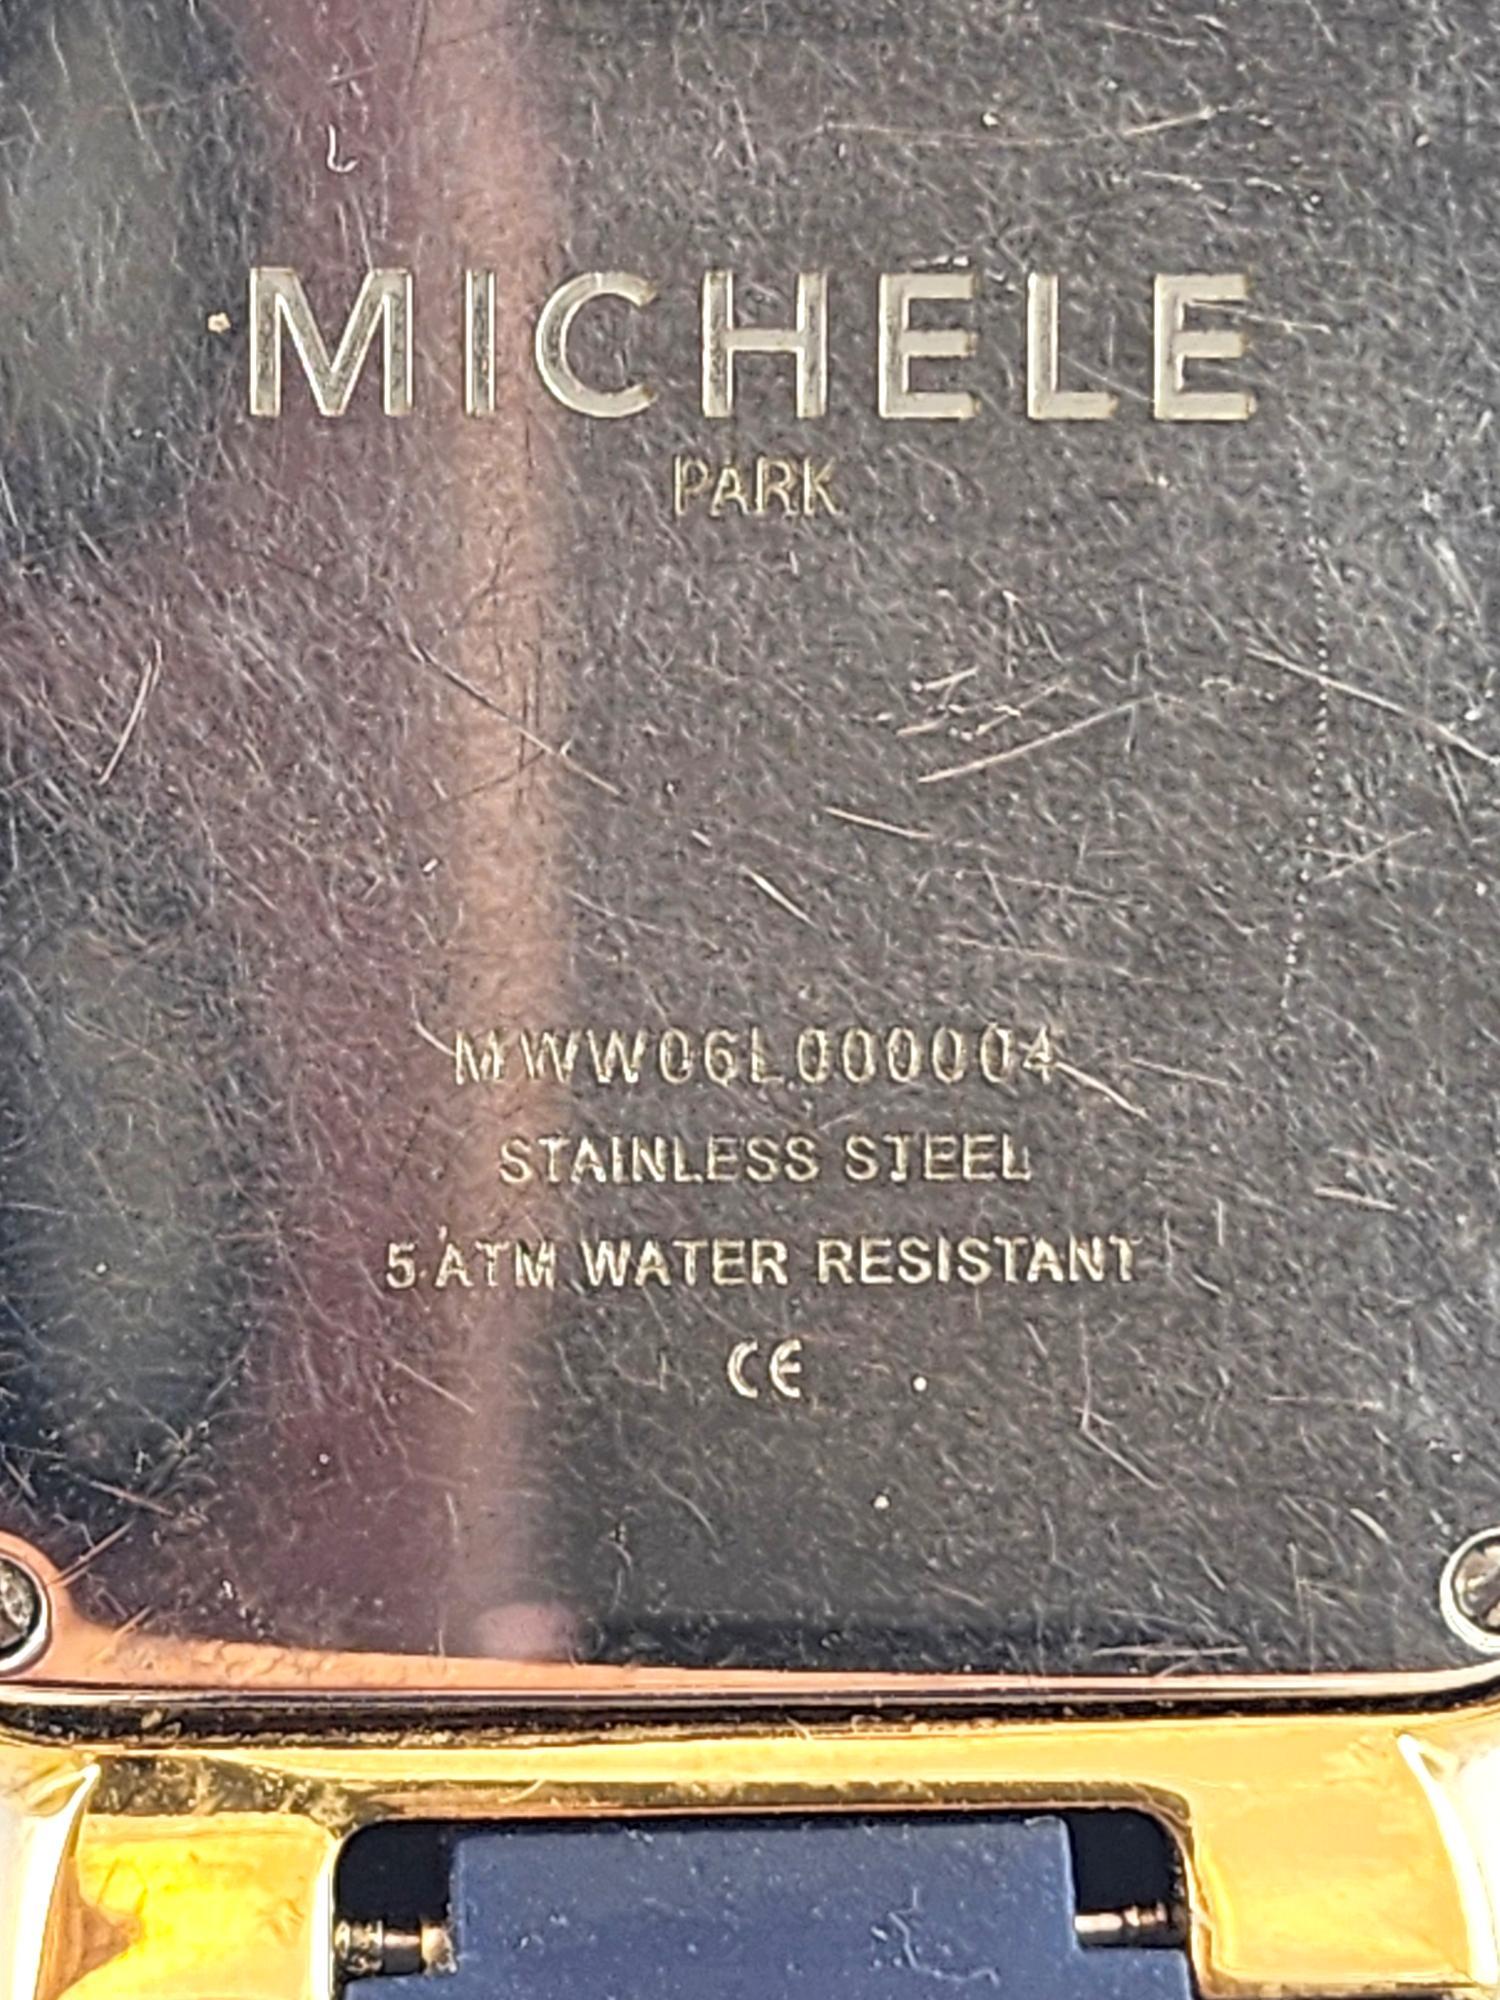 MICHELE
PARK
MWW06L000004
STAINLESS STEEL
5 ATM WATER RESISTANT
CE